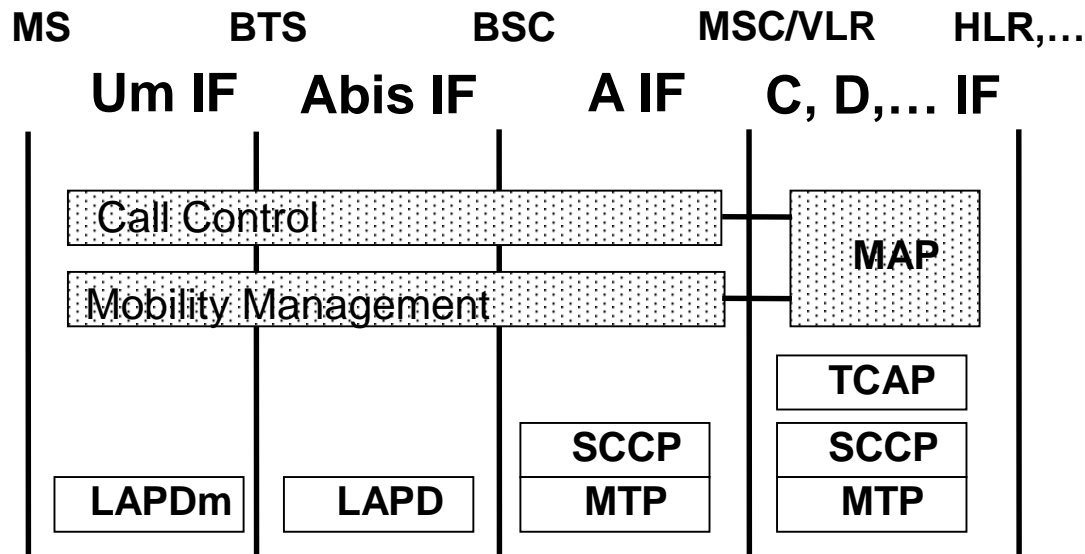 MS BTS BSC MSC/VLR HLR,...
Um IF Abis IF A IF C, D,... IF
Call Control
MAP
Mobility Management
TCAP
SCCP SCCP
LAPDm LAPD MTP MTP